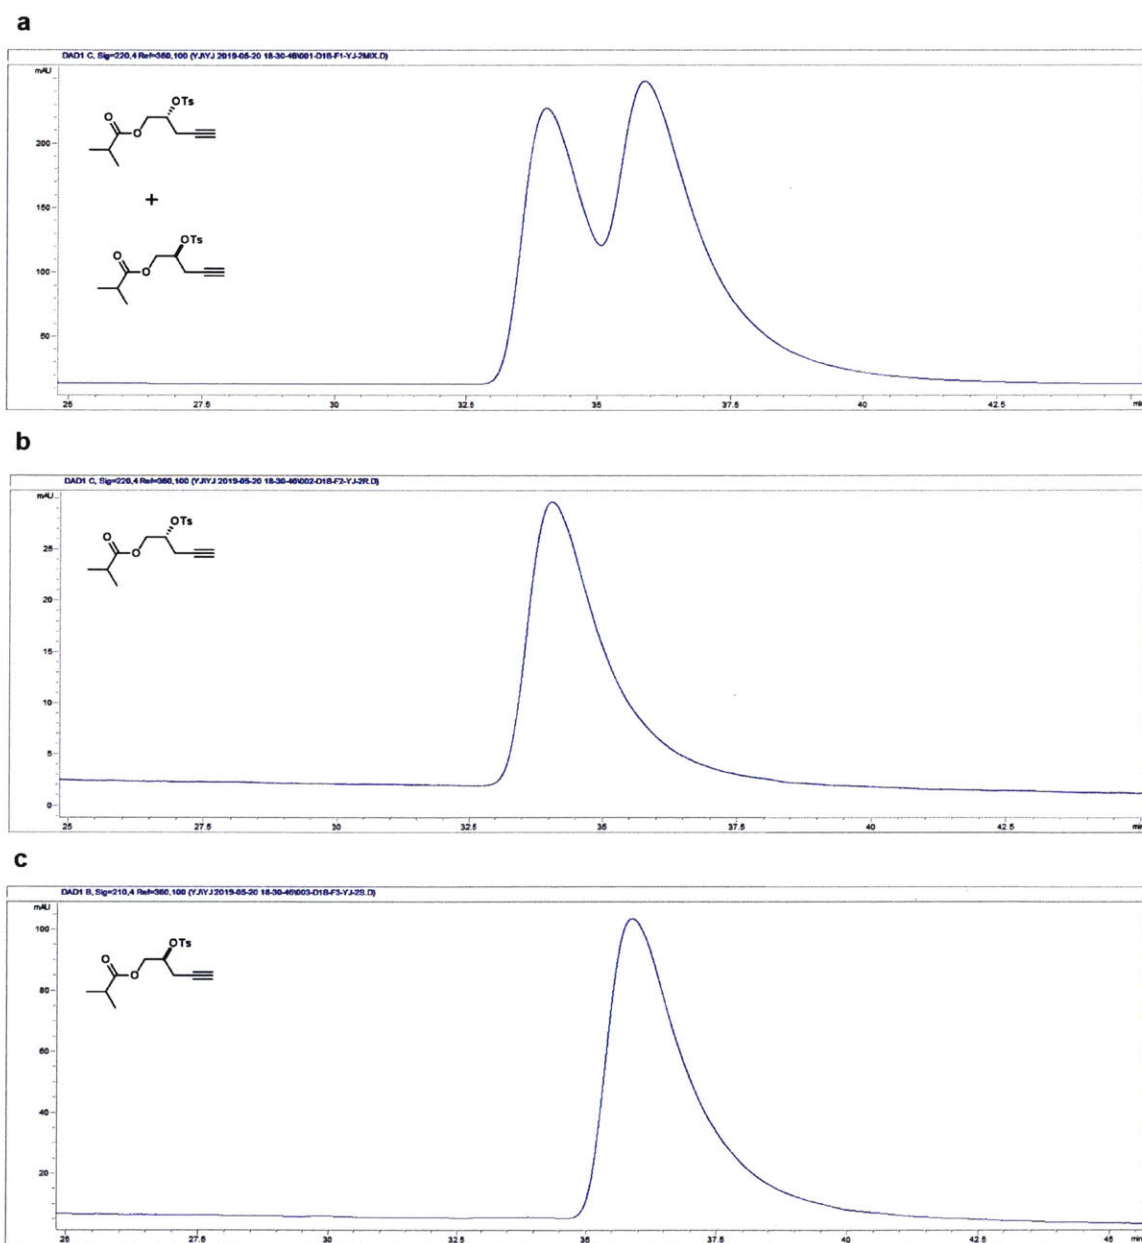 a
DAD1 C, Sig=220,4 Ref=360,100 (YJ\YJ 2019-05-20 18-30-46\001-D1B-F1-YJ-2MIX.D)
mAU
OTs
O
O
200
150
+
OTs
O
O
100
50
25 27.5 30 32.5 35 37.5 40 42.5 min
b
DAD1 C, Sig=220,4 Ref=360,100 (YJ\YJ 2019-05-20 18-30-46\002-D1B-F2-YJ-2R.D)
mAU
OTs
O
O
25
20
15
10
5
0
25 27.5 30 32.5 35 37.5 40 42.5 min
c
DAD1 B, Sig=210,4 Ref=360,100 (YJ\YJ 2019-05-20 18-30-46\003-D1B-F3-YJ-2S.D)
mAU
100
OTs
O
O
80
60
40
20
25 27.5 30 32.5 35 37.5 40 42.5 45 min